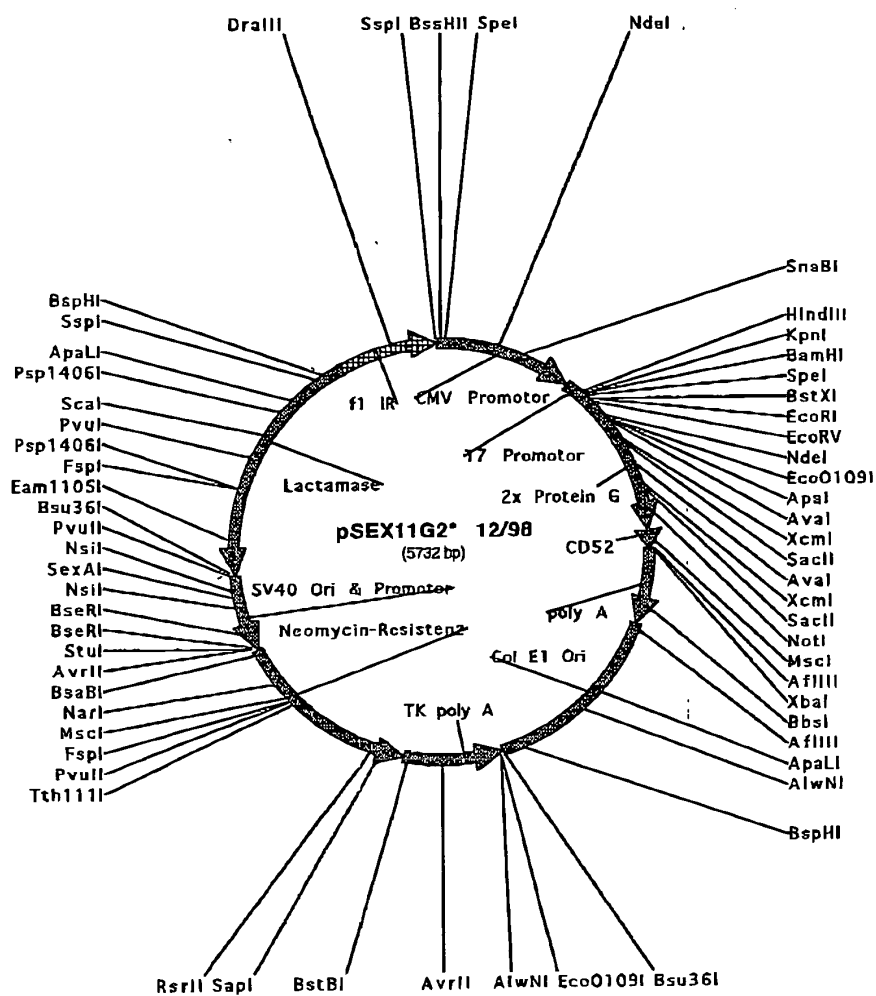 DraIII SspI BssHII SpeI NdeI
SnaBI
HindIII
KpnI
BamHI
SpeI
BstXI
EcoRI
EcoRV
NdeI
EcoO109I
ApaI
AvaI
XcmI
SacII
AvaI
XcmI
SacII
NotI
MscI
AflIII
XbaI
BbsI
AflIII
ApaLI
AlwNI
BspHI
BspHI
SspI
ApaLI
Psp1406I
ScaI
PvuI
Psp1406I
FspI
Eam1105I
Bsu36I
PvuII
NsiI
SexAI
NsiI
BseRI
BseRI
StuI
AvrII
BsaBI
NarI
MscI
FspI
PvuII
Tth111I
f1 IR CMV Promotor
T7 Promotor
Lactamase
2x Protein G
pSEX11G2* 12/98
(5732 bp)
CD52
SV40 Ori & Promotor
poly A
Neomycin-Resistenz
Col E1 Ori
TK poly A
RsrII SapI BstBI AvrII AlwNI EcoO109I Bsu36I